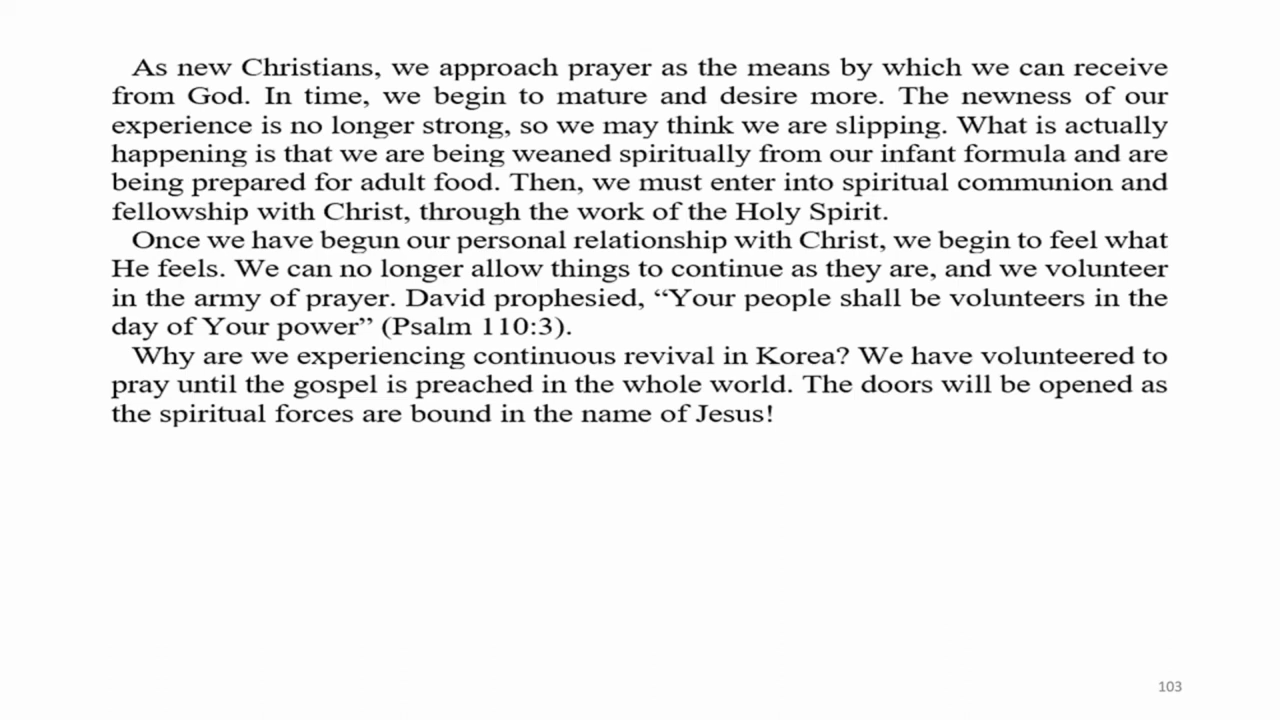 As new Christians, we approach prayer as the means by which we can receive
from God. In time, we begin to mature and desire more. The newness of our
experience is no longer strong, so we may think we are slipping. What is actually
happening is that we are being weaned spiritually from our infant formula and are
being prepared for adult food. Then, we must enter into spiritual communion and
fellowship with Christ, through the work of the Holy Spirit.
Once we have begun our personal relationship with Christ, we begin to feel what
He feels. We can no longer allow things to continue as they are, and we volunteer
in the army of prayer. David prophesied, “Your people shall be volunteers in the
day of Your power” (Psalm 110:3).
Why are we experiencing continuous revival in Korea? We have volunteered to
pray until the gospel is preached in the whole world. The doors will be opened as
the spiritual forces are bound in the name of Jesus!
103